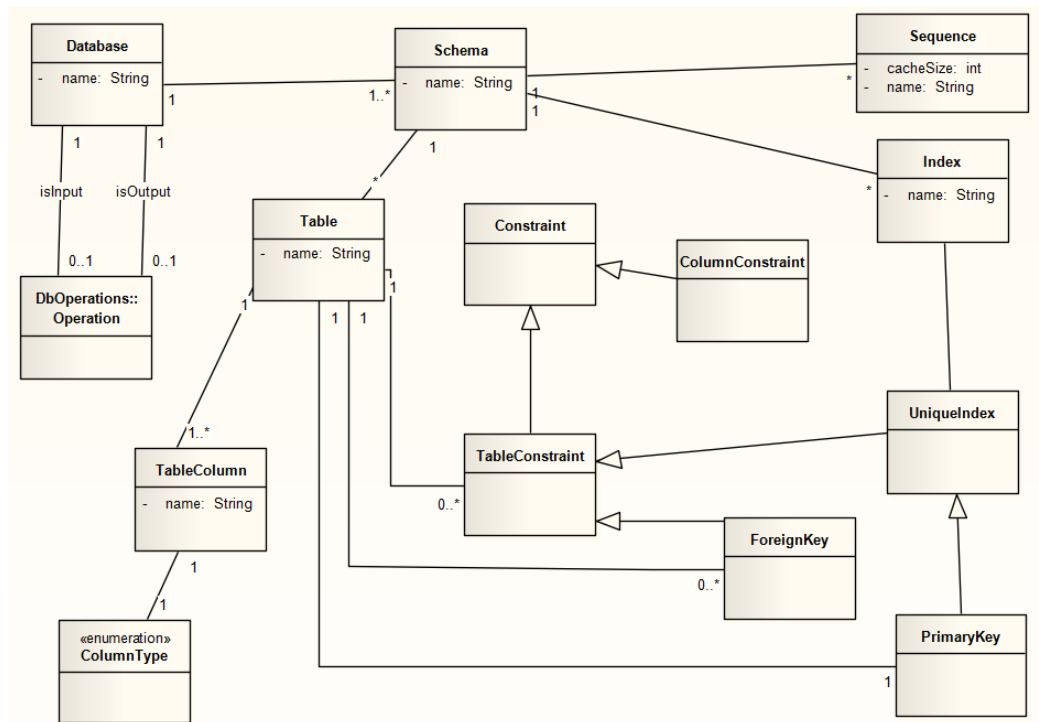 Database
- name: String
Schema
- name: String
Sequence
- cacheSize: int
- name: String
1
1..*
1
*
1
*
Index
- name: String
1
1
isInput
isOutput
0..1
0..1
1
*
DbOperations::
Operation
Table
- name: String
Constraint
ColumnConstraint
1
1
1
1
1..*
TableColumn
- name: String
TableConstraint
0..*
UniqueIndex
ForeignKey
0..*
1
1
«enumeration»
ColumnType
PrimaryKey
1